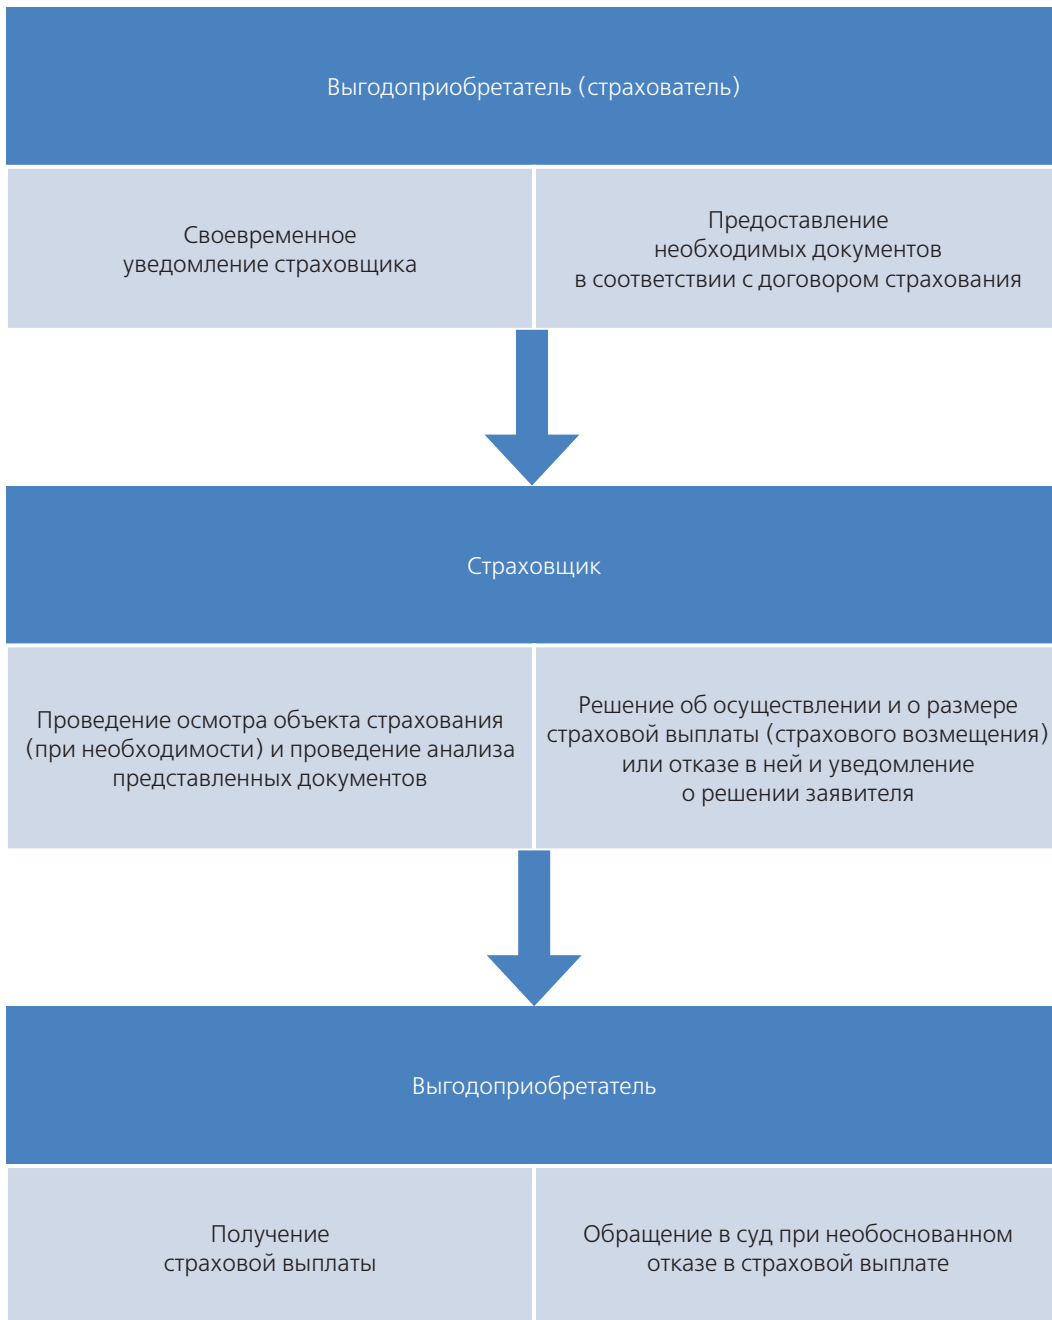 Выгодоприобретатель (страхователь)
Своевременное
уведомление страховщика
Предоставление
необходимых документов
в соответствии с договором страхования
Страховщик
Проведение осмотра объекта страхования
(при необходимости) и проведение анализа
представленных документов
Решение об осуществлении и о размере
страховой выплаты (страхового возмещения)
или отказе в ней и уведомление
о решении заявителя
Выгодоприобретатель
Получение
страховой выплаты
Обращение в суд при необоснованном
отказе в страховой выплате